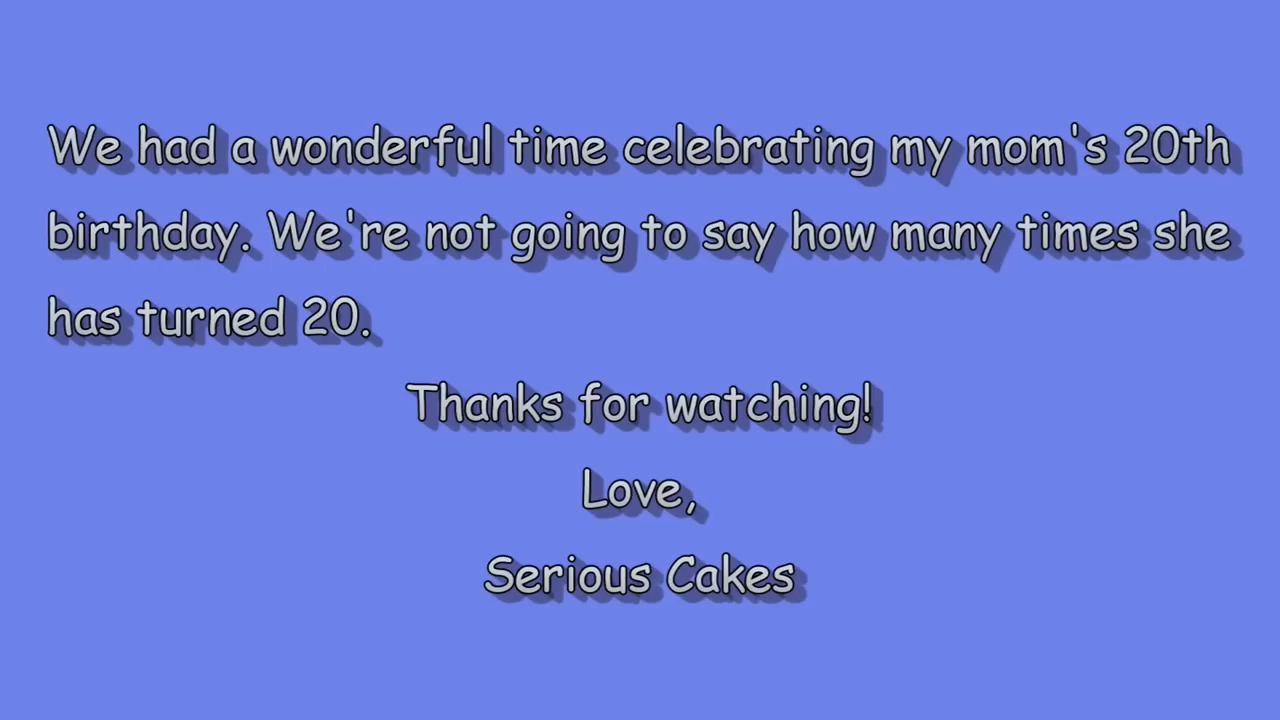 We had a wonderful time celebrating my mom's 20th
birthday. We're not going to say how many times she
has turned 20.
Thanks for watching!
Love,
Serious Cakes